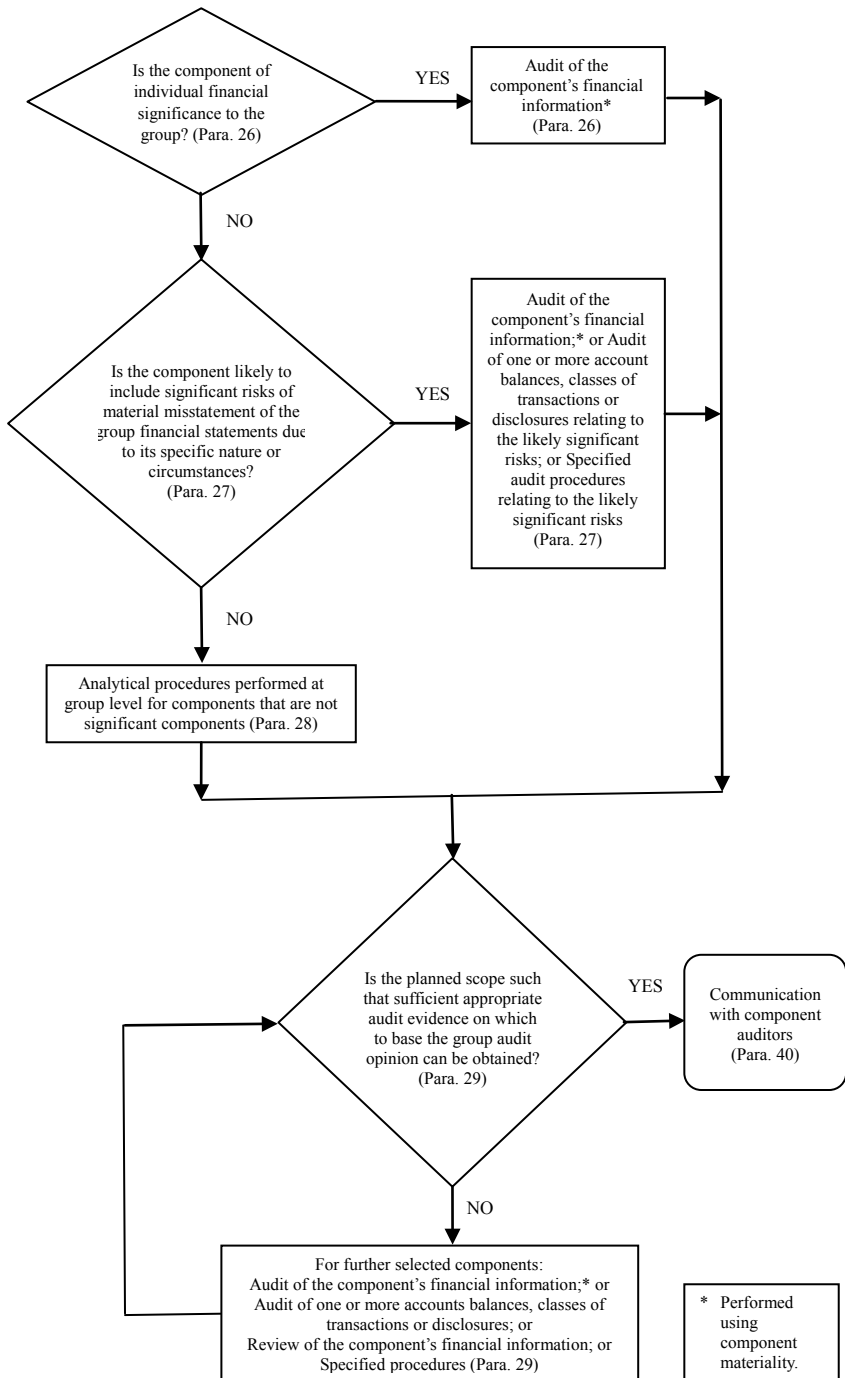 Is the component of
individual financial
significance to the
group? (Para. 26)
YES
Audit of the
component’s financial
information*
(Para. 26)
NO
Is the component likely to
include significant risks of
material misstatement of the
group financial statements due
to its specific nature or
circumstances?
(Para. 27)
YES
Audit of the
component’s financial
information;* or Audit
of one or more account
balances, classes of
transactions or
disclosures relating to
the likely significant
risks; or Specified
audit procedures
relating to the likely
significant risks
(Para. 27)
NO
Analytical procedures performed at
group level for components that are not
significant components (Para. 28)
Is the planned scope such
that sufficient appropriate
audit evidence on which
to base the group audit
opinion can be obtained?
(Para. 29)
YES
Communication
with component
auditors
(Para. 40)
NO
For further selected components:
Audit of the component’s financial information;* or
Audit of one or more accounts balances, classes of
transactions or disclosures; or
Review of the component’s financial information; or
Specified procedures (Para. 29)
* Performed
using
component
materiality.